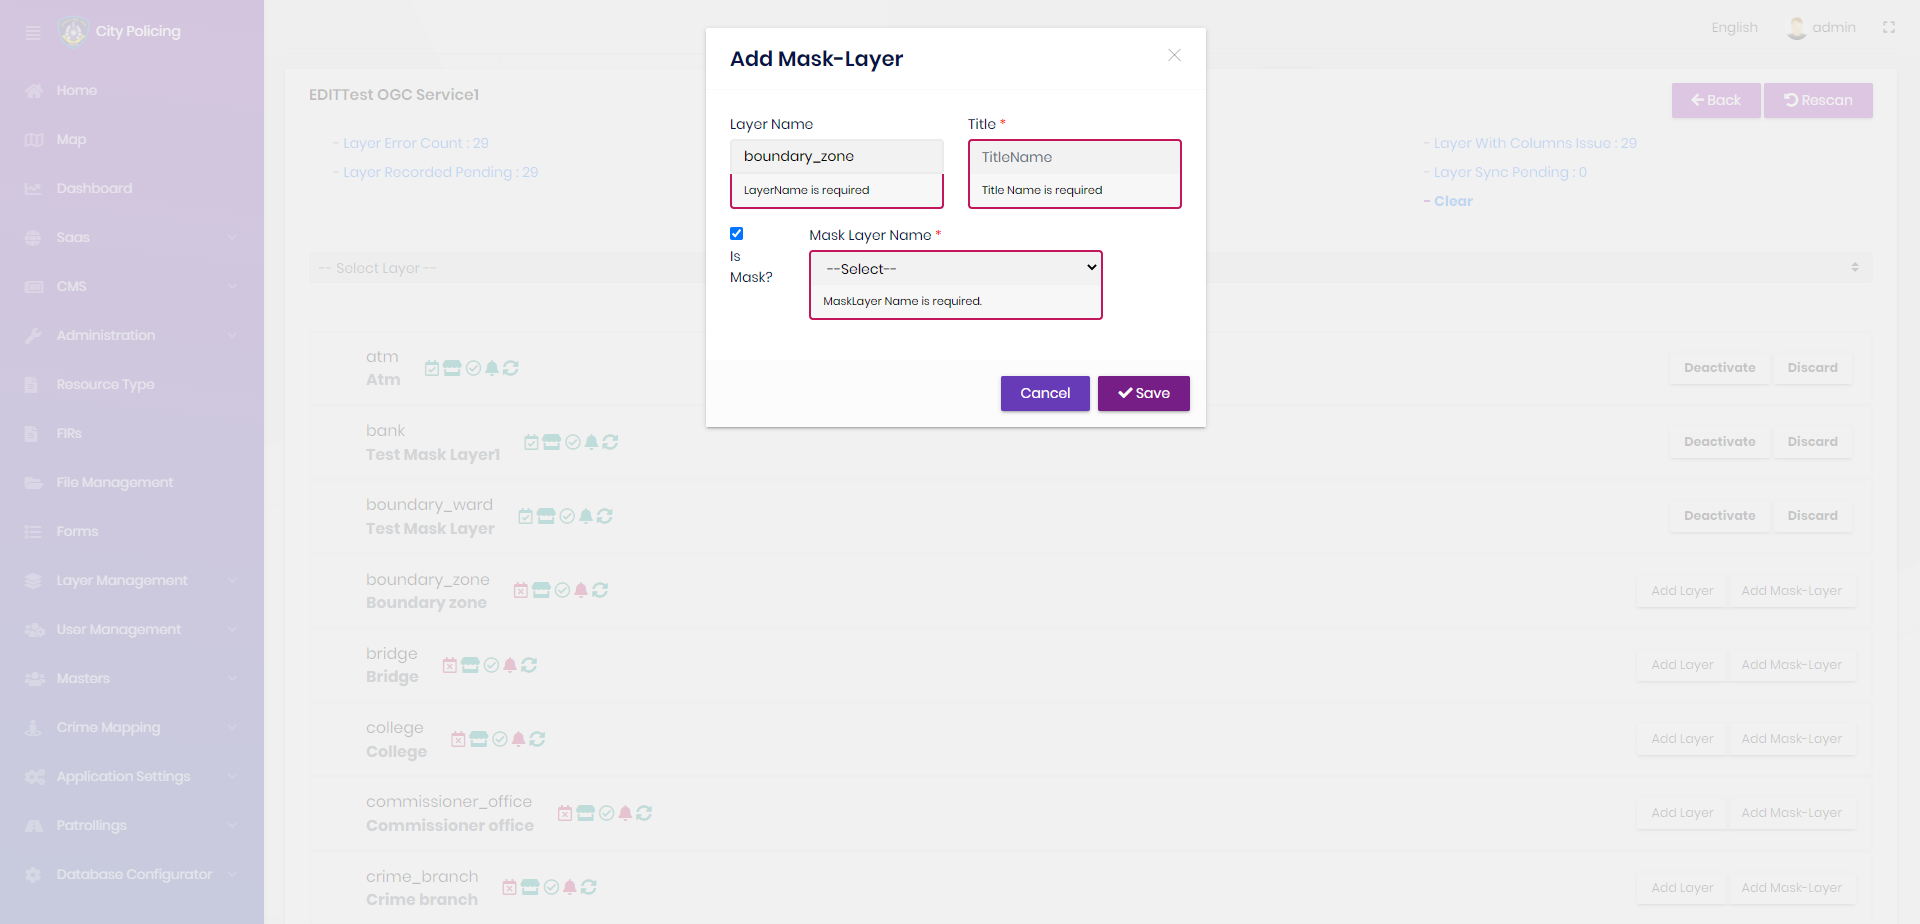 City Policing
Home
Map
Dashboard
Saas
CMS
Administration
Resource Type
FIRs
File Management
Forms
Layer Management
User Management
Masters
Crime Mapping
Application Settings
Patrollings
Database Configurator
English
admin
EDITTest OGC Service1
Back
Rescan
- Layer Error Count : 29
- Layer Recorded Pending : 29
- Layer With Columns Issue : 29
- Layer Sync Pending : 0
- Clear
-- Select Layer --
Add Mask-Layer
Layer Name
boundary_zone
LayerName is required
Title *
TitleName
Title Name is required
Is
Mask?
Mask Layer Name *
--Select--
MaskLayer Name is required.
Cancel
Save
atm
Atm
Deactivate
Discard
bank
Test Mask Layer1
Deactivate
Discard
boundary_ward
Test Mask Layer
Deactivate
Discard
boundary_zone
Boundary zone
Add Layer
Add Mask-Layer
bridge
Bridge
Add Layer
Add Mask-Layer
college
College
Add Layer
Add Mask-Layer
commissioner_office
Commissioner office
Add Layer
Add Mask-Layer
crime_branch
Crime branch
Add Layer
Add Mask-Layer